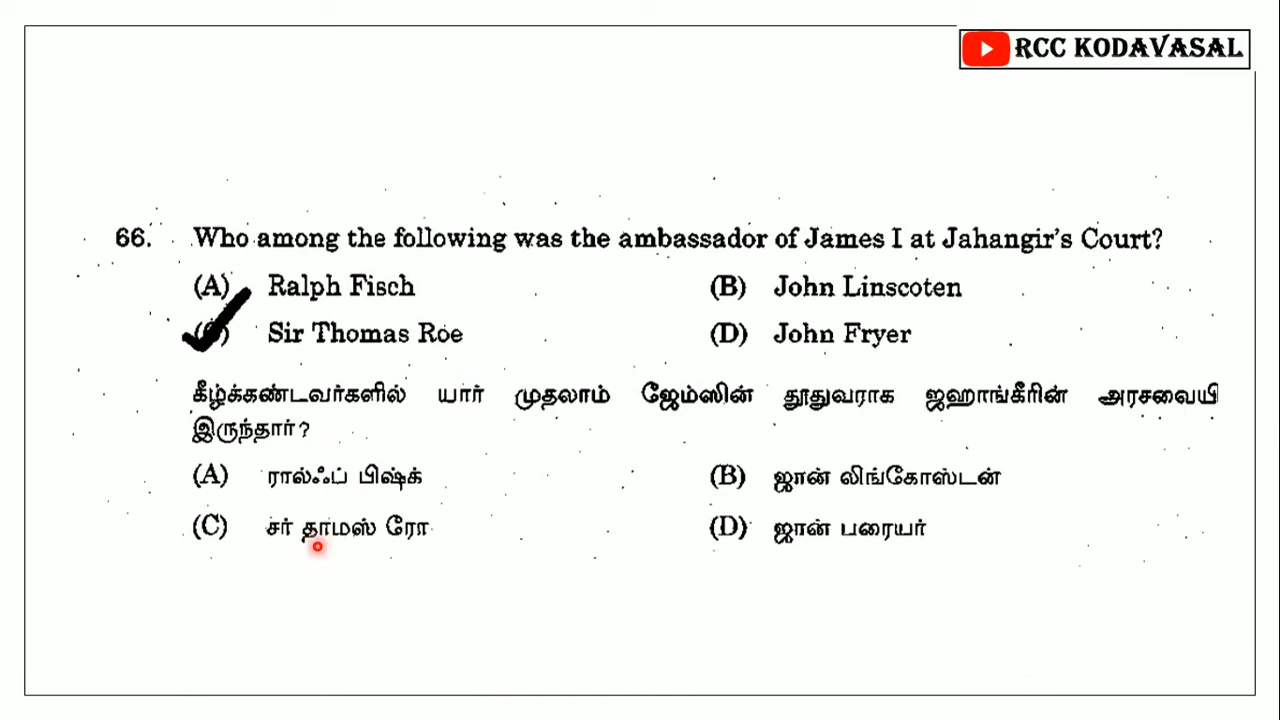 RCC KODAVASAL
66. Who among the following was the ambassador of James I at Jahangir's Court?
(A) Ralph Fisch (B) John Linscoten
(C) Sir Thomas Roe (D) John Fryer
கீழ்க்கண்டவர்களில் யார் முதலாம் ஜேம்ஸின் தூதுவராக ஜஹாங்கீரின் அரசவையி
இருந்தார்?
(A) ரால்ஃப் பிஷ்க் (B) ஜான் லிங்கோஸ்டன்
(C) சர் தாமஸ் ரோ (D) ஜான் பரையர்